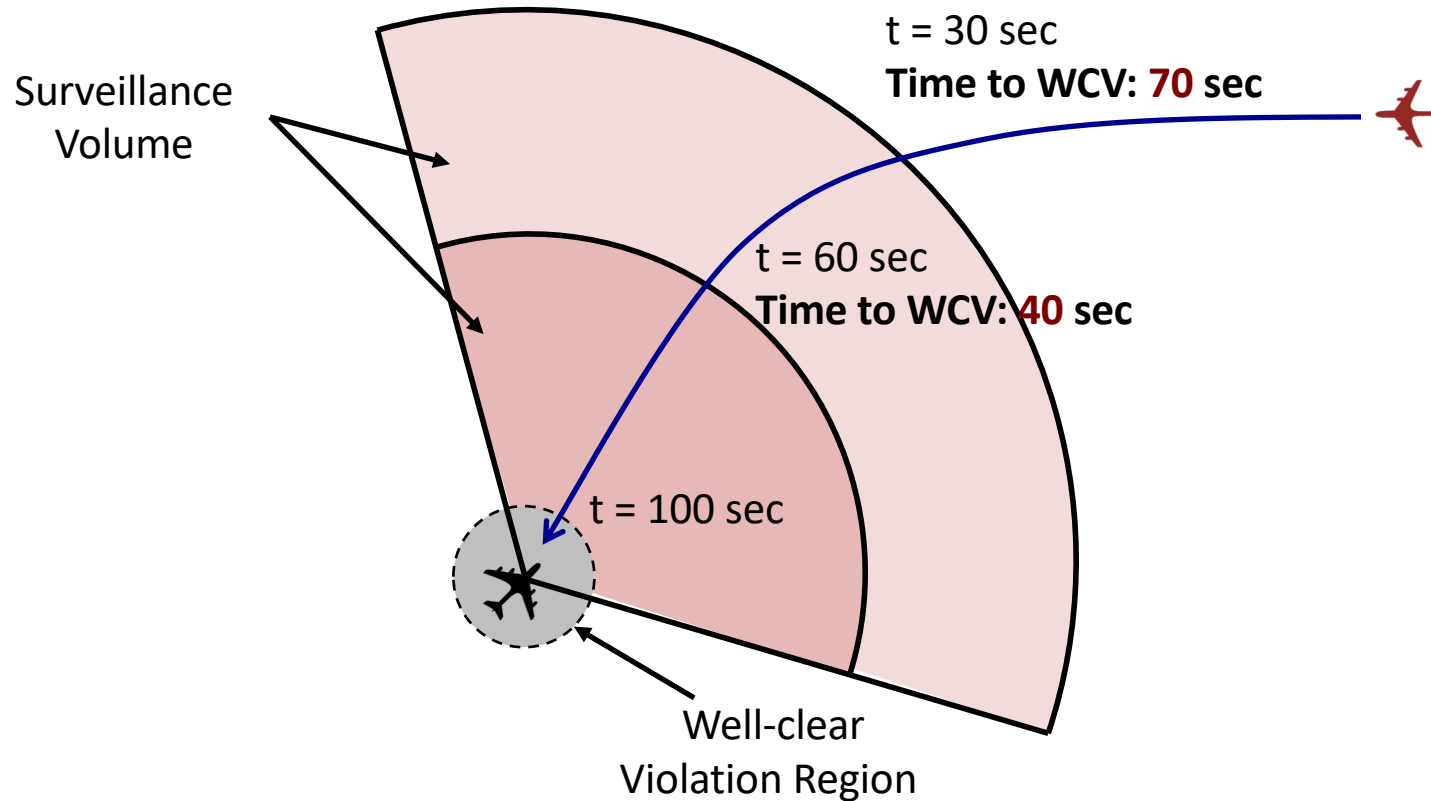 t = 30 sec
Time to WCV: 70 sec
Surveillance
Volume
t = 60 sec
Time to WCV: 40 sec
t = 100 sec
Well-clear
Violation Region